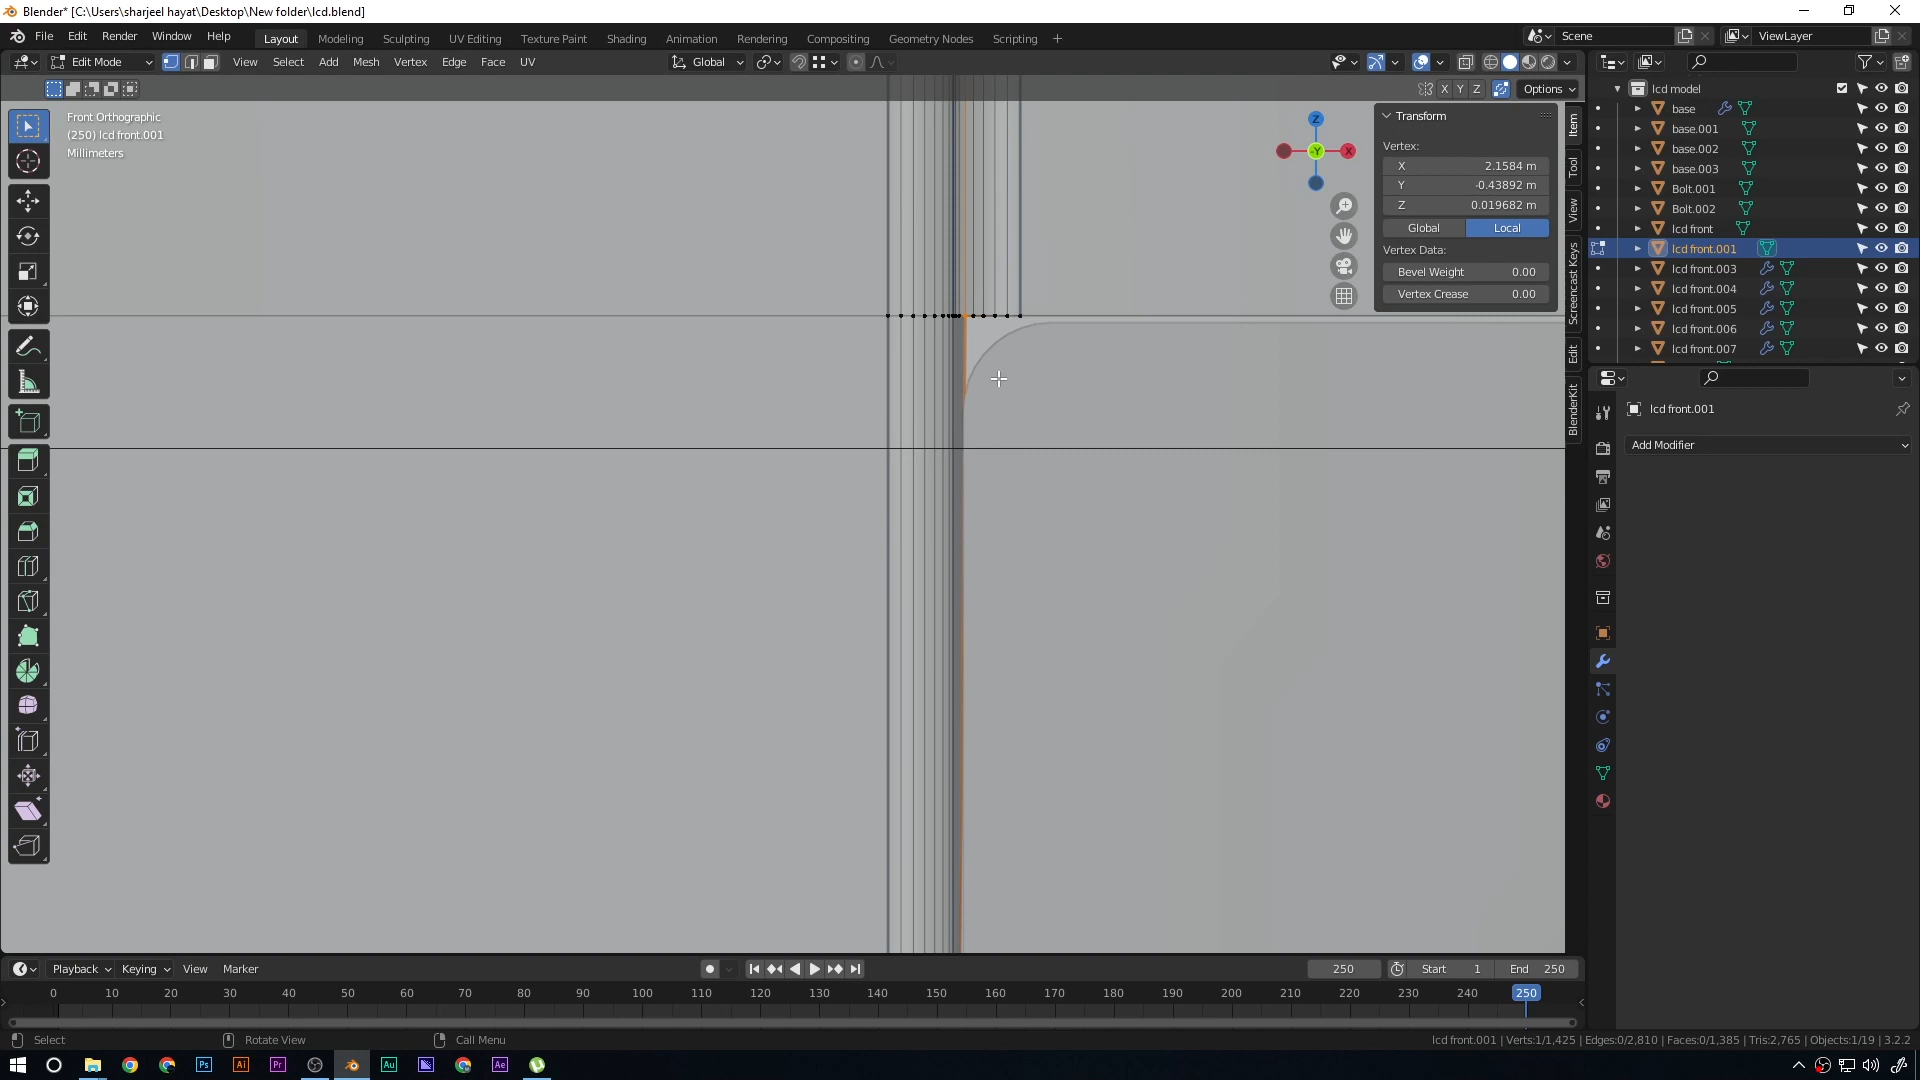 Blender* [C:\Users\sharjeel hayat\Desktop\New folder\lcd.blend]
File Edit Render Window Help Layout Modeling Sculpting UV Editing Texture Paint Shading Animation Rendering Compositing Geometry Nodes Scripting + Scene ViewLayer
Edit Mode View Select Add Mesh Vertex Edge Face UV Global
X Y Z Options
Front Orthographic
(250) lcd front.001
Millimeters
Z
Y
X
Transform
Vertex:
X 2.1584 m
Y -0.43892 m
Z 0.019682 m
Global Local
Vertex Data:
Bevel Weight 0.00
Vertex Crease 0.00
Item
Tool
View
Screencast Keys
Edit
BlenderKit
lcd model
base
base.001
base.002
base.003
Bolt.001
Bolt.002
lcd front
lcd front.001
lcd front.003
lcd front.004
lcd front.005
lcd front.006
lcd front.007
lcd front.001
Add Modifier
Playback Keying View Marker 250 Start 1 End 250
0 10 20 30 40 50 60 70 80 90 100 110 120 130 140 150 160 170 180 190 200 210 220 230 240 250
Select Rotate View Call Menu lcd front.001 | Verts:1/1,425 | Edges:0/2,810 | Faces:0/1,385 | Tris:2,765 | Objects:1/19 | 3.2.2
Ps Ai Pr Au Ae